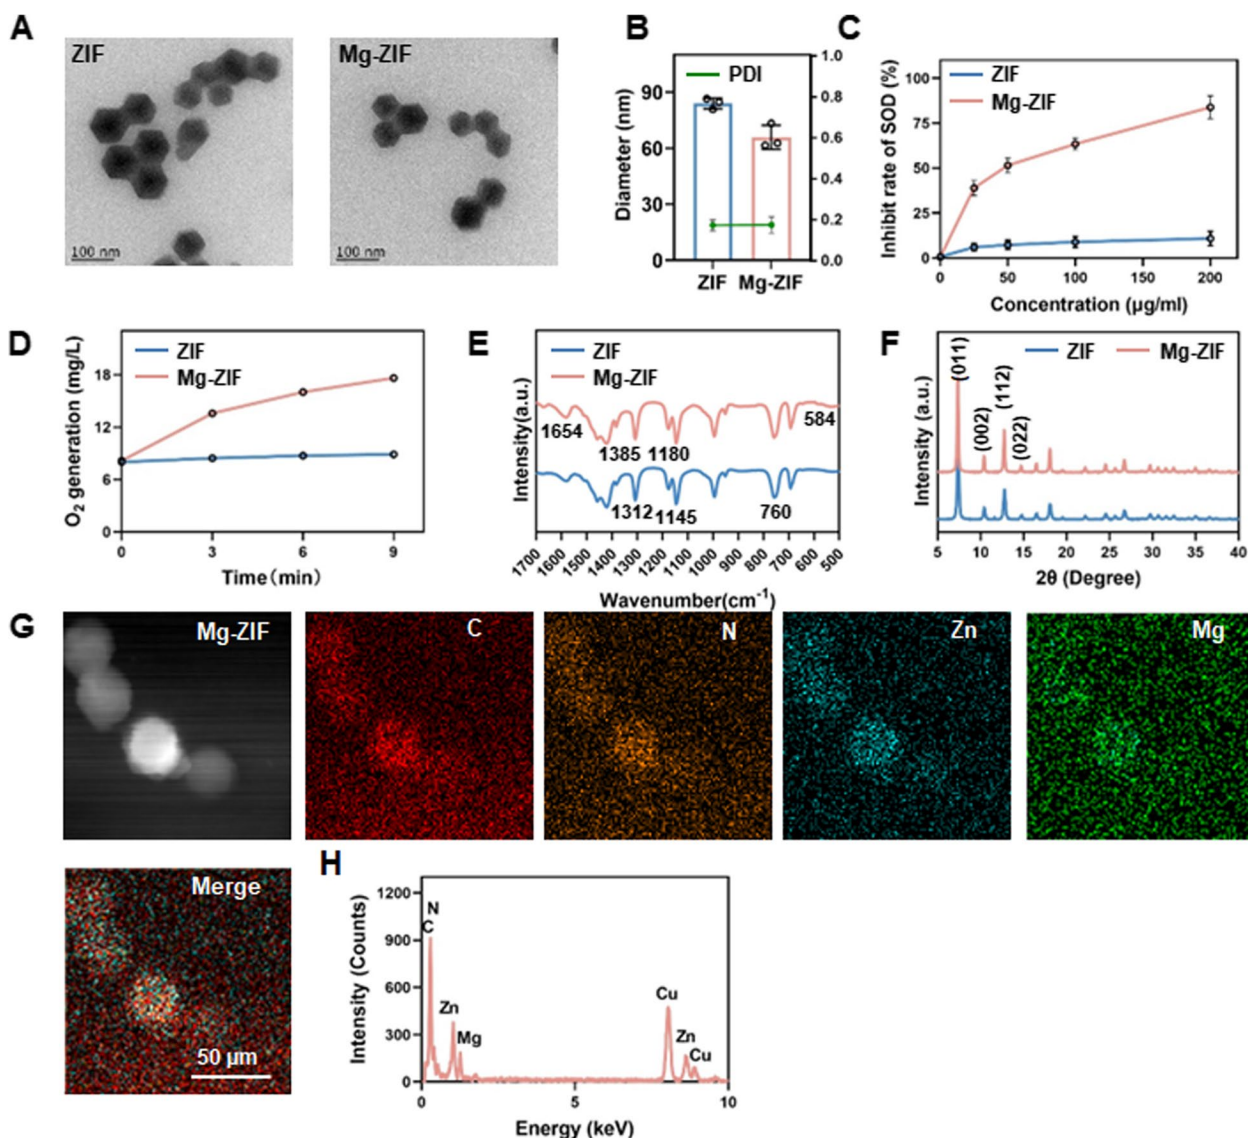 A
ZIF
100 nm
Mg-ZIF
100 nm
B
PDI
Diameter (nm)
90
60
30
0
1.0
0.8
0.6
0.4
0.2
0.0
ZIF Mg-ZIF
C
ZIF
Mg-ZIF
Inhibit rate of SOD (%)
100
75
50
25
0
0 50 100 150 200
Concentration (μg/ml)
D
ZIF
Mg-ZIF
O2 generation (mg/L)
18
12
6
0
0 3 6 9
Time(min)
E
ZIF
Mg-ZIF
Intensity(a.u.)
1654 1385 1180 584
1312 1145 760
1700 1600 1500 1400 1300 1200 1100 1000 900 800 700 600 500
Wavenumber(cm-1)
F
ZIF Mg-ZIF
Intensity (a.u.)
(011) (002) (112) (022)
5 10 15 20 25 30 35 40
2θ (Degree)
G
Mg-ZIF
C
N
Zn
Mg
Merge
50 μm
H
Intensity (Counts)
1200
900
600
300
0
N
C
Zn
Mg
Cu
Zn
Cu
0 5 10
Energy (keV)